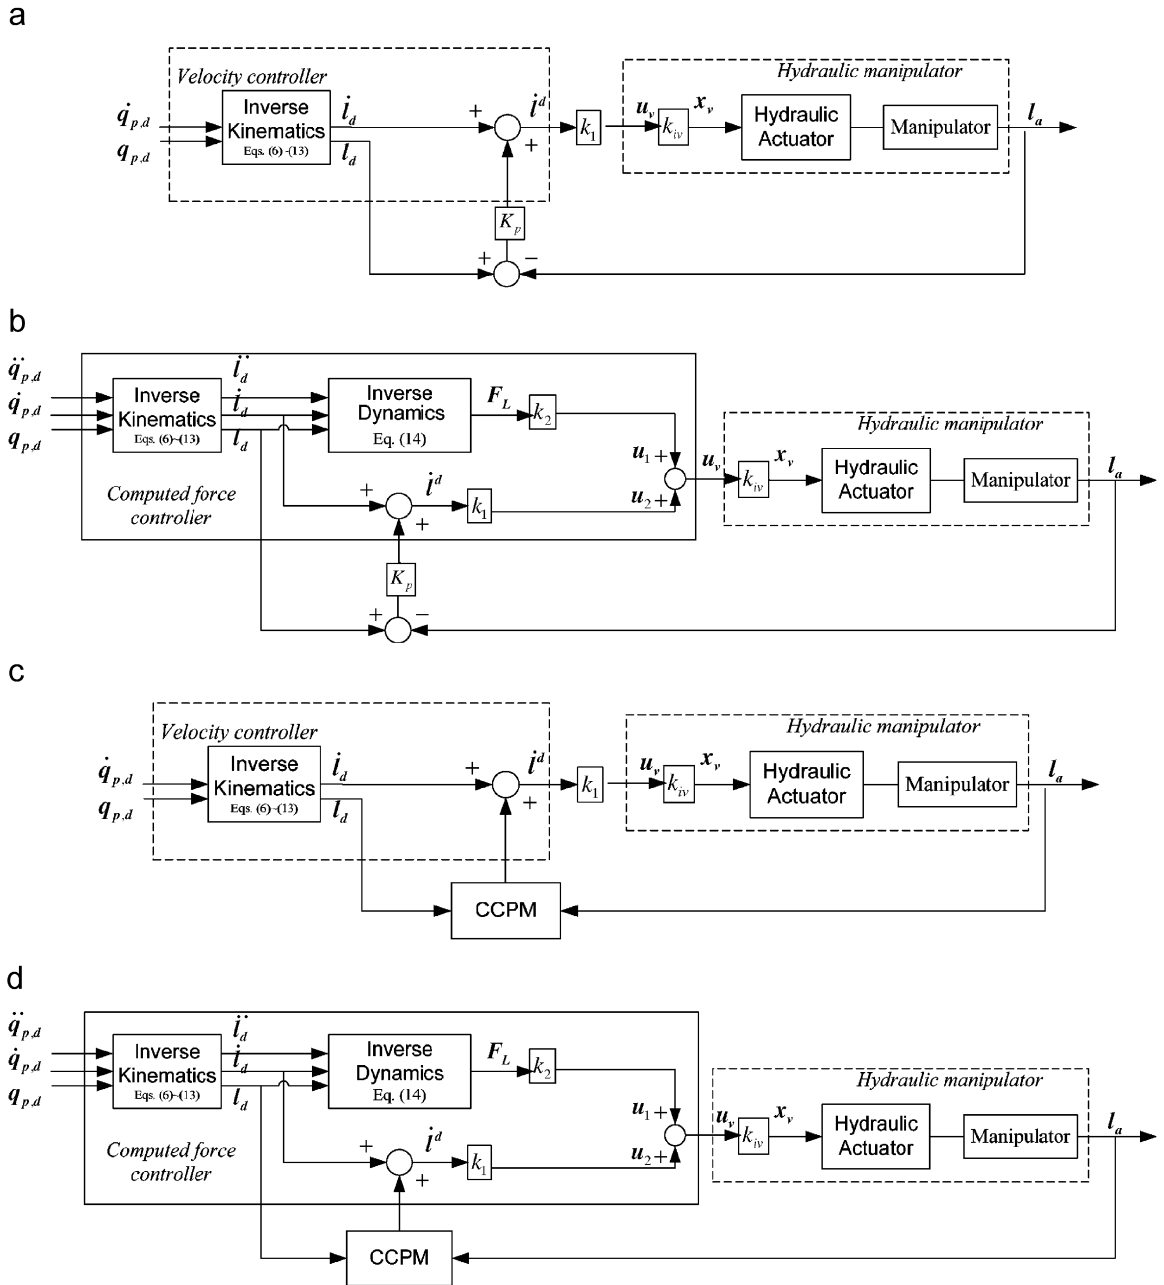 a
Velocity controller
Hydraulic manipulator
q̇p,d
qp,d
Inverse
Kinematics
Eqs. (6) -(13)
l̇d
ld
+
+
l̇d
k1
uv
kiv
xv
Hydraulic
Actuator
Manipulator
la
Kp
+
−
b
q̈p,d
q̇p,d
qp,d
Inverse
Kinematics
Eqs. (6)-(13)
l̈d
l̇d
ld
Inverse
Dynamics
Eq. (14)
FL
k2
Computed force
controller
+
+
l̇d
k1
u1+
u2+
uv
Hydraulic manipulator
kiv
xv
Hydraulic
Actuator
Manipulator
la
Kp
+
−
c
Velocity controller
Hydraulic manipulator
q̇p,d
qp,d
Inverse
Kinematics
Eqs. (6)-(13)
l̇d
ld
+
+
l̇d
k1
uv
kiv
xv
Hydraulic
Actuator
Manipulator
la
CCPM
d
q̈p,d
q̇p,d
qp,d
Inverse
Kinematics
Eqs. (6)-(13)
l̈d
l̇d
ld
Inverse
Dynamics
Eq. (14)
FL
k2
Computed force
controller
+
+
l̇d
k1
u1+
u2+
uv
Hydraulic manipulator
kiv
xv
Hydraulic
Actuator
Manipulator
la
CCPM